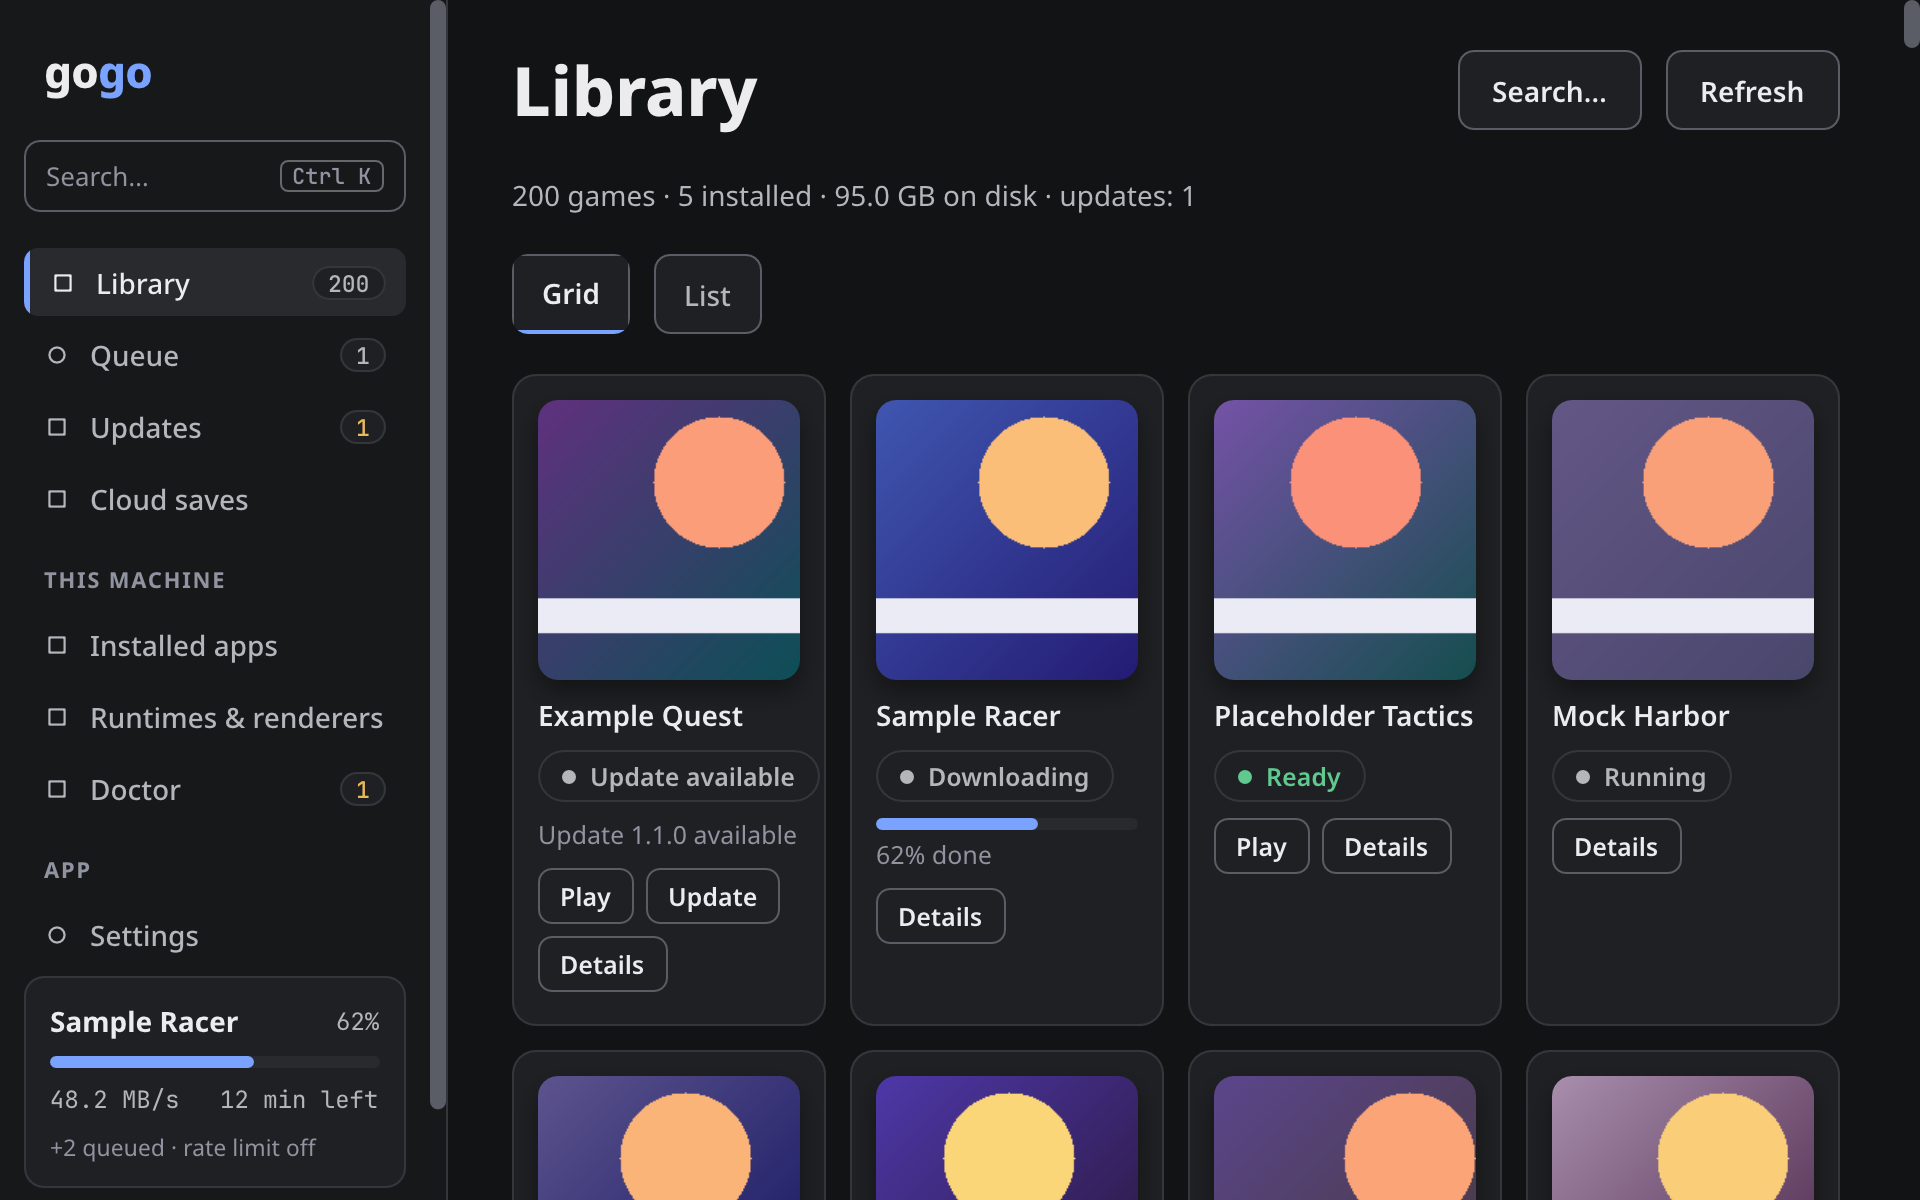 gogo
Search...
Ctrl K
Library
200
Queue
1
Updates
1
Cloud saves
THIS MACHINE
Installed apps
Runtimes & renderers
Doctor
1
APP
Settings
Sample Racer
62%
48.2 MB/s
12 min left
+2 queued · rate limit off
Library
Search...
Refresh
200 games · 5 installed · 95.0 GB on disk · updates: 1
Grid
List
Example Quest
Update available
Update 1.1.0 available
Play
Update
Details
Sample Racer
Downloading
62% done
Details
Placeholder Tactics
Ready
Play
Details
Mock Harbor
Running
Details